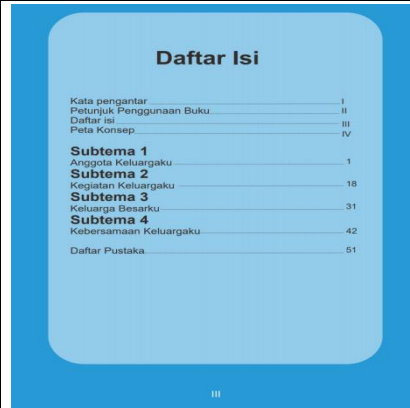 Daftar Isi
Kata pengantar I
Petunjuk Penggunaan Buku II
Daftar isi III
Peta Konsep IV
Subtema 1
Anggota Keluargaku 1
Subtema 2
Kegiatan Keluargaku 18
Subtema 3
Keluarga Besarku 31
Subtema 4
Kebersamaan Keluargaku 42
Daftar Pustaka 51
III